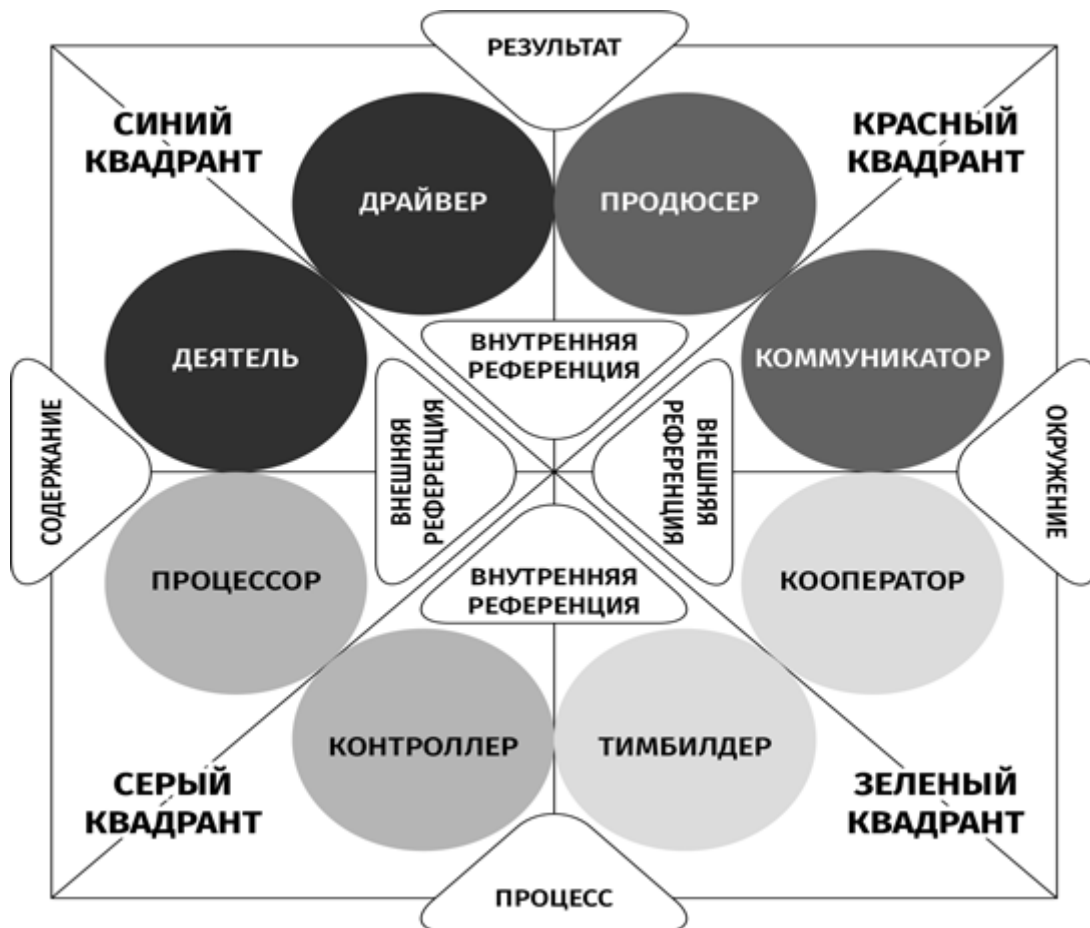 РЕЗУЛЬТАТ
СИНИЙ
КВАДРАНТ
КРАСНЫЙ
КВАДРАНТ
ДРАЙВЕР
ПРОДЮСЕР
ДЕЯТЕЛЬ
КОММУНИКАТОР
ВНУТРЕННЯЯ
РЕФЕРЕНЦИЯ
СОДЕРЖАНИЕ
ВНЕШНЯЯ
РЕФЕРЕНЦИЯ
ВНЕШНЯЯ
РЕФЕРЕНЦИЯ
ОКРУЖЕНИЕ
ПРОЦЕССОР
ВНУТРЕННЯЯ
РЕФЕРЕНЦИЯ
КООПЕРАТОР
КОНТРОЛЛЕР
ТИМБИЛДЕР
СЕРЫЙ
КВАДРАНТ
ЗЕЛЕНЫЙ
КВАДРАНТ
ПРОЦЕСС